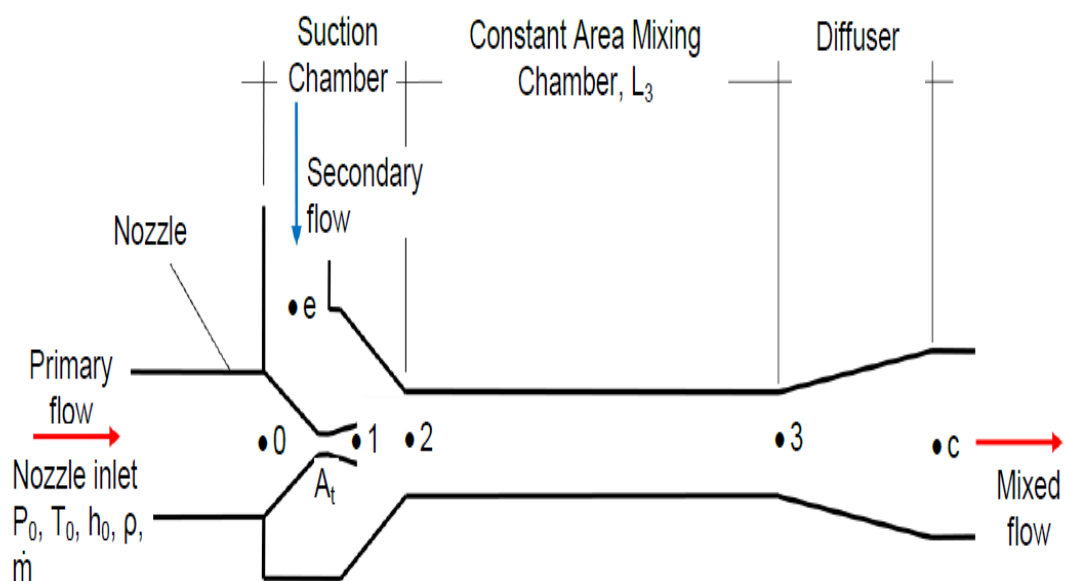 Suction
Chamber
Constant Area Mixing
Chamber, L₃
Diffuser
Secondary
flow
Nozzle
• e
Primary
flow
• 0
• 1
• 2
• 3
• c
Aₜ
Nozzle inlet
P₀, T₀, h₀, ρ,
ṁ
Mixed
flow